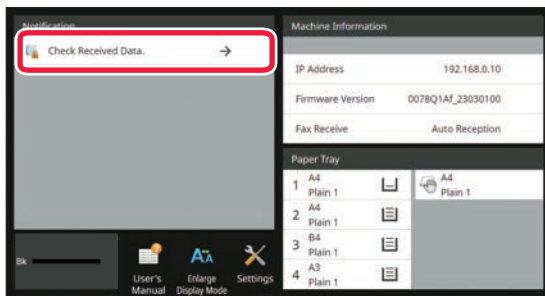 Notification
Check Received Data.
Machine Information
IP Address 192.168.0.10
Firmware Version 0078Q1Af_23030100
Fax Receive Auto Reception
Paper Tray
1 A4
Plain 1
A4
Plain 1
2 A4
Plain 1
3 B4
Plain 1
4 A3
Plain 1
Bk
User's
Manual
Enlarge
Display Mode
Settings